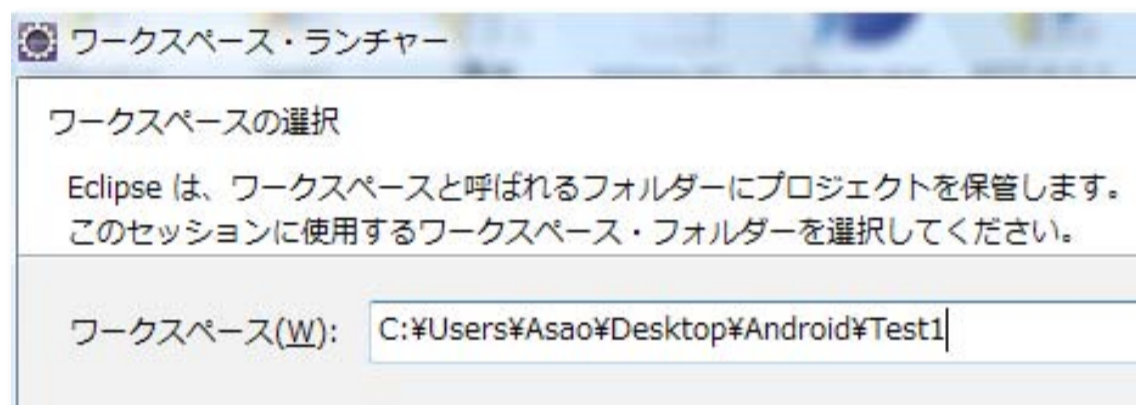 ワークスペース・ランチャー
ワークスペースの選択
Eclipse は、ワークスペースと呼ばれるフォルダーにプロジェクトを保管します。
このセッションに使用するワークスペース・フォルダーを選択してください。
ワークスペース(W): C:¥Users¥Asao¥Desktop¥Android¥Test1